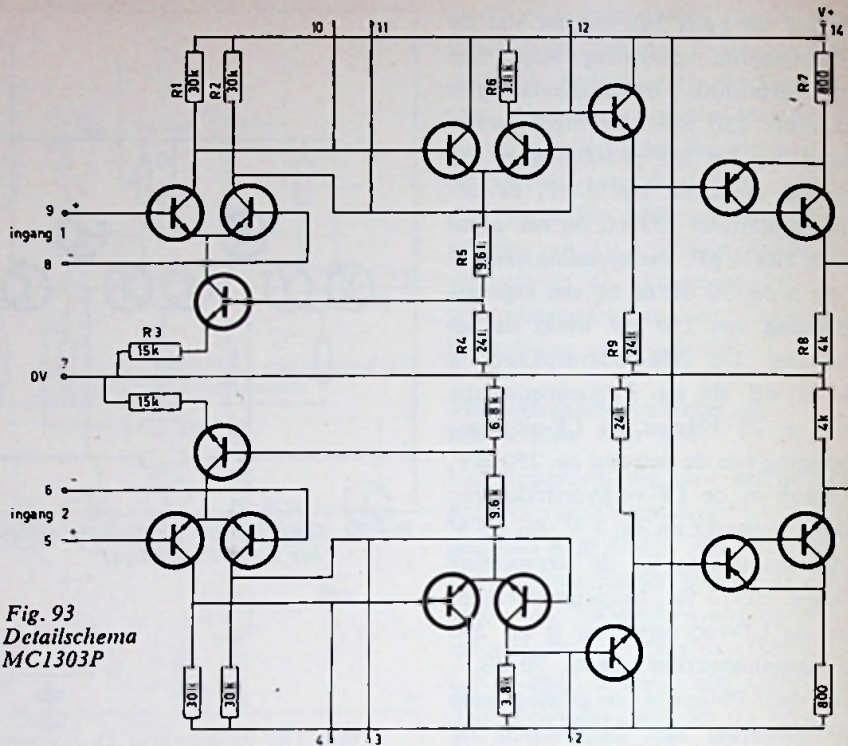 10
11
12
V+
14
R1
30k
R2
30k
R6
3.8k
R7
800
9 +
ingang 1
8 -
R5
9.6k
R3
15k
R4
24k
R9
24k
R8
4k
0V 7
15k
6.8k
24k
4k
6 -
ingang 2
5 +
9.6k
30k
30k
3.8k
800
4
3
2
Fig. 93
Detailschema
MC1303P